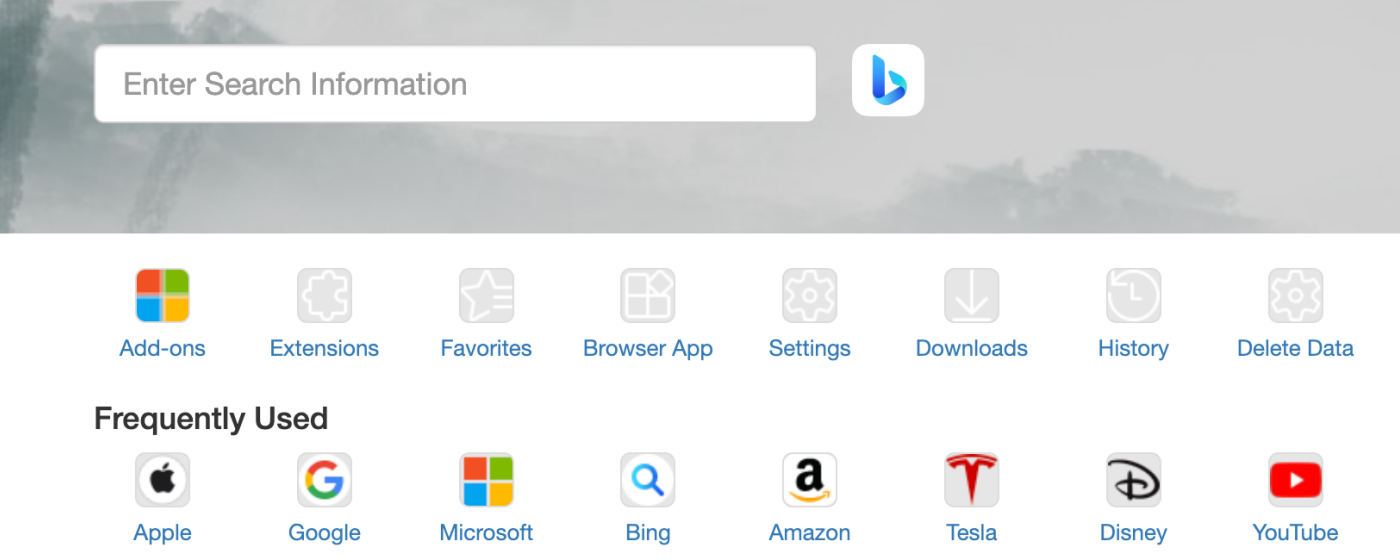 Enter Search Information
Add-ons Extensions Favorites Browser App Settings Downloads History Delete Data
Frequently Used
Apple Google Microsoft Bing Amazon Tesla Disney YouTube